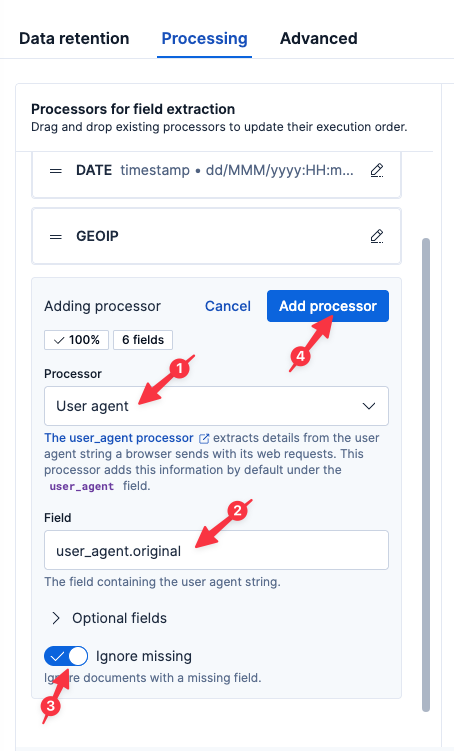 Data retention Processing Advanced
Processors for field extraction
Drag and drop existing processors to update their execution order.
DATE timestamp • dd/MMM/yyyy:HH:m...
GEOIP
Adding processor Cancel Add processor
100% 6 fields
4
Processor
1
User agent
The user_agent processor extracts details from the user
agent string a browser sends with its web requests. This
processor adds this information by default under the
user_agent field.
Field
2
user_agent.original
The field containing the user agent string.
Optional fields
Ignore missing
Ignore documents with a missing field.
3